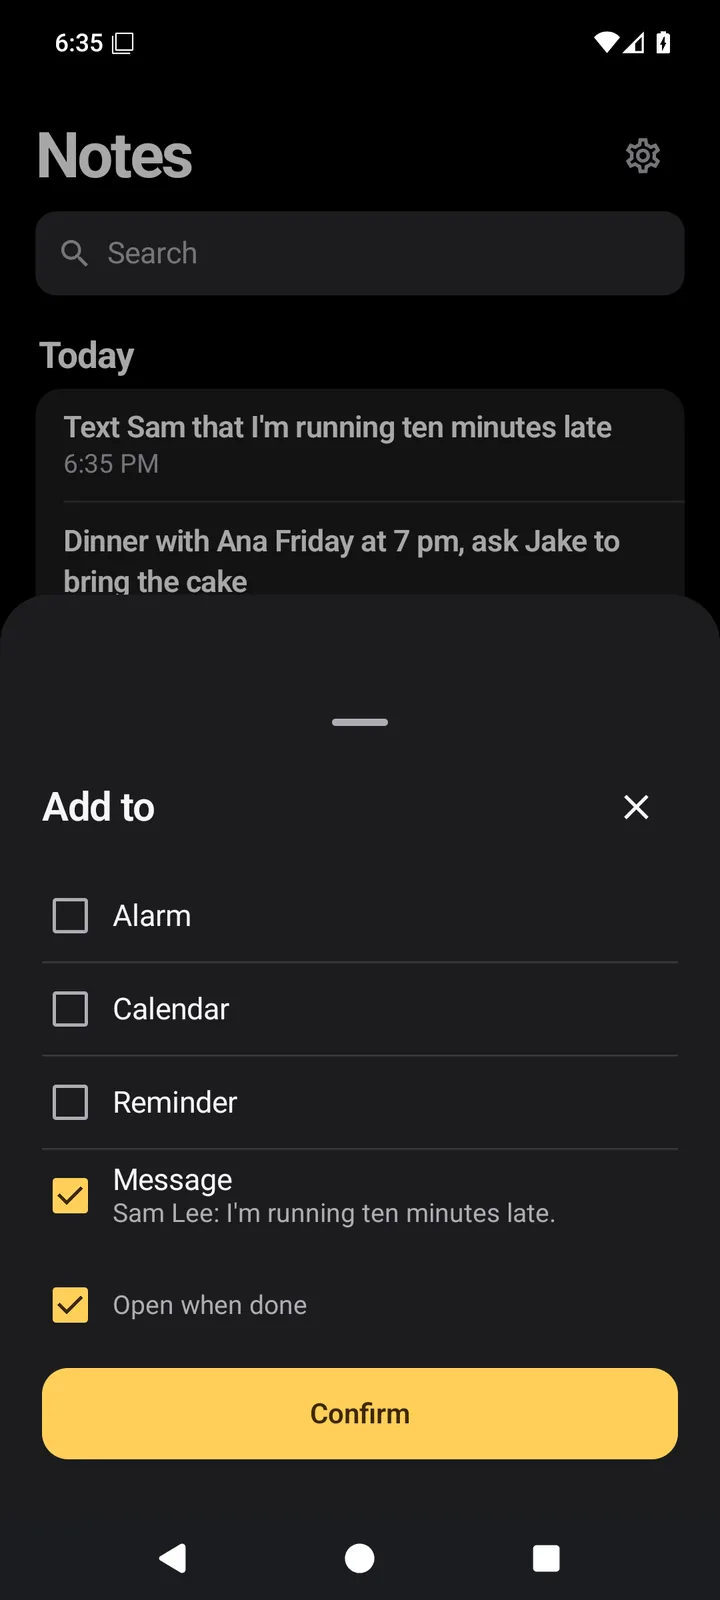 6:35
Notes
Search
Today
Text Sam that I'm running ten minutes late
6:35 PM
Dinner with Ana Friday at 7 pm, ask Jake to
bring the cake
Add to
Alarm
Calendar
Reminder
Message
Sam Lee: I'm running ten minutes late.
Open when done
Confirm